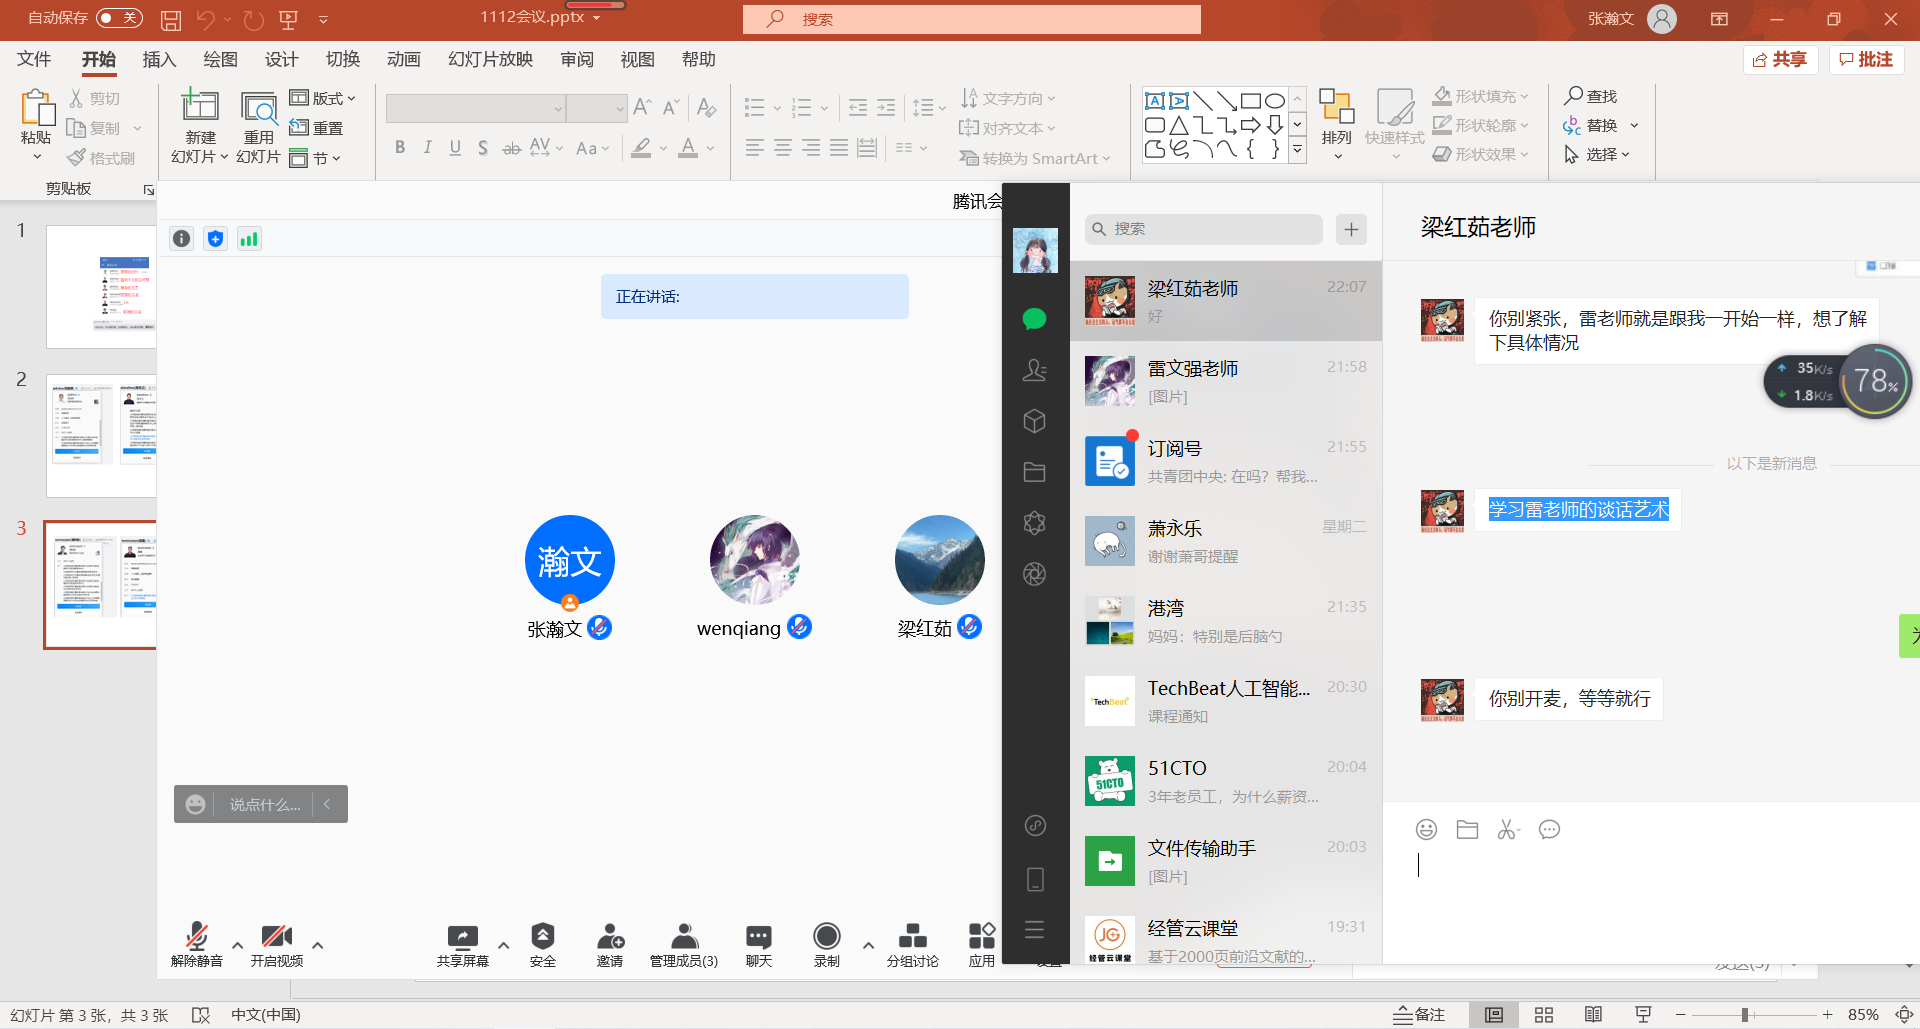 自动保存 关
1112会议.pptx
搜索
张瀚文
文件 开始 插入 绘图 设计 切换 动画 幻灯片放映 审阅 视图 帮助
共享 批注
粘贴
剪切
复制
格式刷
剪贴板
新建
幻灯片
重用
幻灯片
版式
重置
节
B I U S ab AV Aa A
文字方向
对齐文本
转换为 SmartArt
排列
快速样式
形状填充
形状轮廓
形状效果
查找
替换
选择
1
2
3
腾讯会
正在讲话:
瀚文
张瀚文
wenqiang
梁红茹
说点什么...
解除静音
开启视频
共享屏幕
安全
邀请
管理成员(3)
聊天
录制
分组讨论
应用
搜索
梁红茹老师 22:07
好
雷文强老师 21:58
[图片]
订阅号 21:55
共青团中央: 在吗？帮我...
萧永乐 星期二
谢谢萧哥提醒
港湾 21:35
妈妈：特别是后脑勺
TechBeat
TechBeat人工智能... 20:30
课程通知
51CTO
51CTO 20:04
3年老员工，为什么薪资...
文件传输助手 20:03
[图片]
JG
经管云课堂
经管云课堂 19:31
基于2000页前沿文献的...
梁红茹老师
你别紧张，雷老师就是跟我一开始一样，想了解
下具体情况
35K/s
1.8K/s
78%
以下是新消息
学习雷老师的谈话艺术
你别开麦，等等就行
幻灯片 第 3 张，共 3 张
中文(中国)
备注
85%